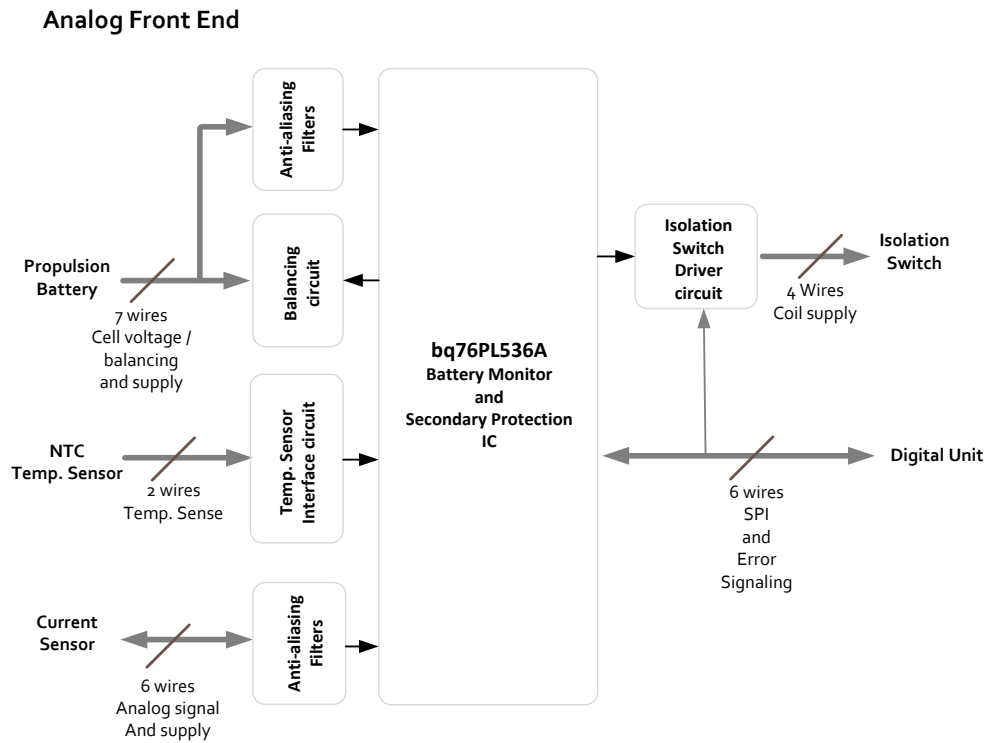 Analog Front End
Anti-aliasing
Filters
Propulsion
Battery
7 wires
Cell voltage /
balancing
and supply
Balancing
circuit
NTC
Temp. Sensor
2 wires
Temp. Sense
Temp. Sensor
Interface circuit
Current
Sensor
6 wires
Analog signal
And supply
Anti-aliasing
Filters
bq76PL536A
Battery Monitor
and
Secondary Protection
IC
Isolation
Switch
Driver
circuit
4 Wires
Coil supply
Isolation
Switch
6 wires
SPI
and
Error
Signaling
Digital Unit